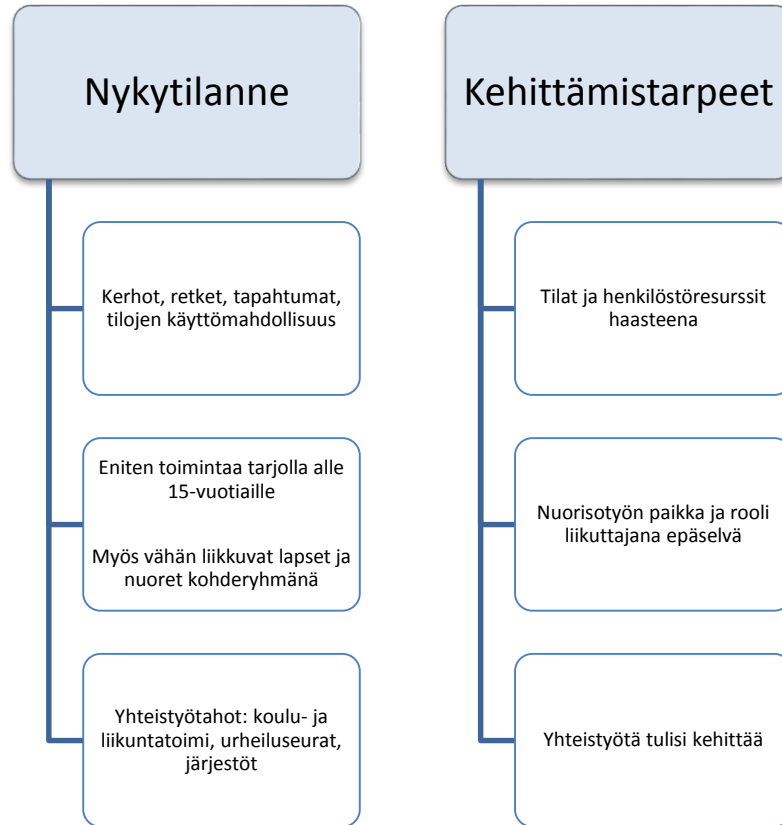 Nykytilanne
Kerhot, retket, tapahtumat,
tilojen käyttömahdollisuus
Eniten toimintaa tarjolla alle
15-vuotiaille
Myös vähän liikkuvat lapset ja
nuoret kohderyhmänä
Yhteistyötahot: koulu- ja
liikuntatoimi, urheiluseurat,
järjestöt
Kehittämistarpeet
Tilat ja henkilöstöresurssit
haasteena
Nuorisotyön paikka ja rooli
liikuttajana epäselvä
Yhteistyötä tulisi kehittää